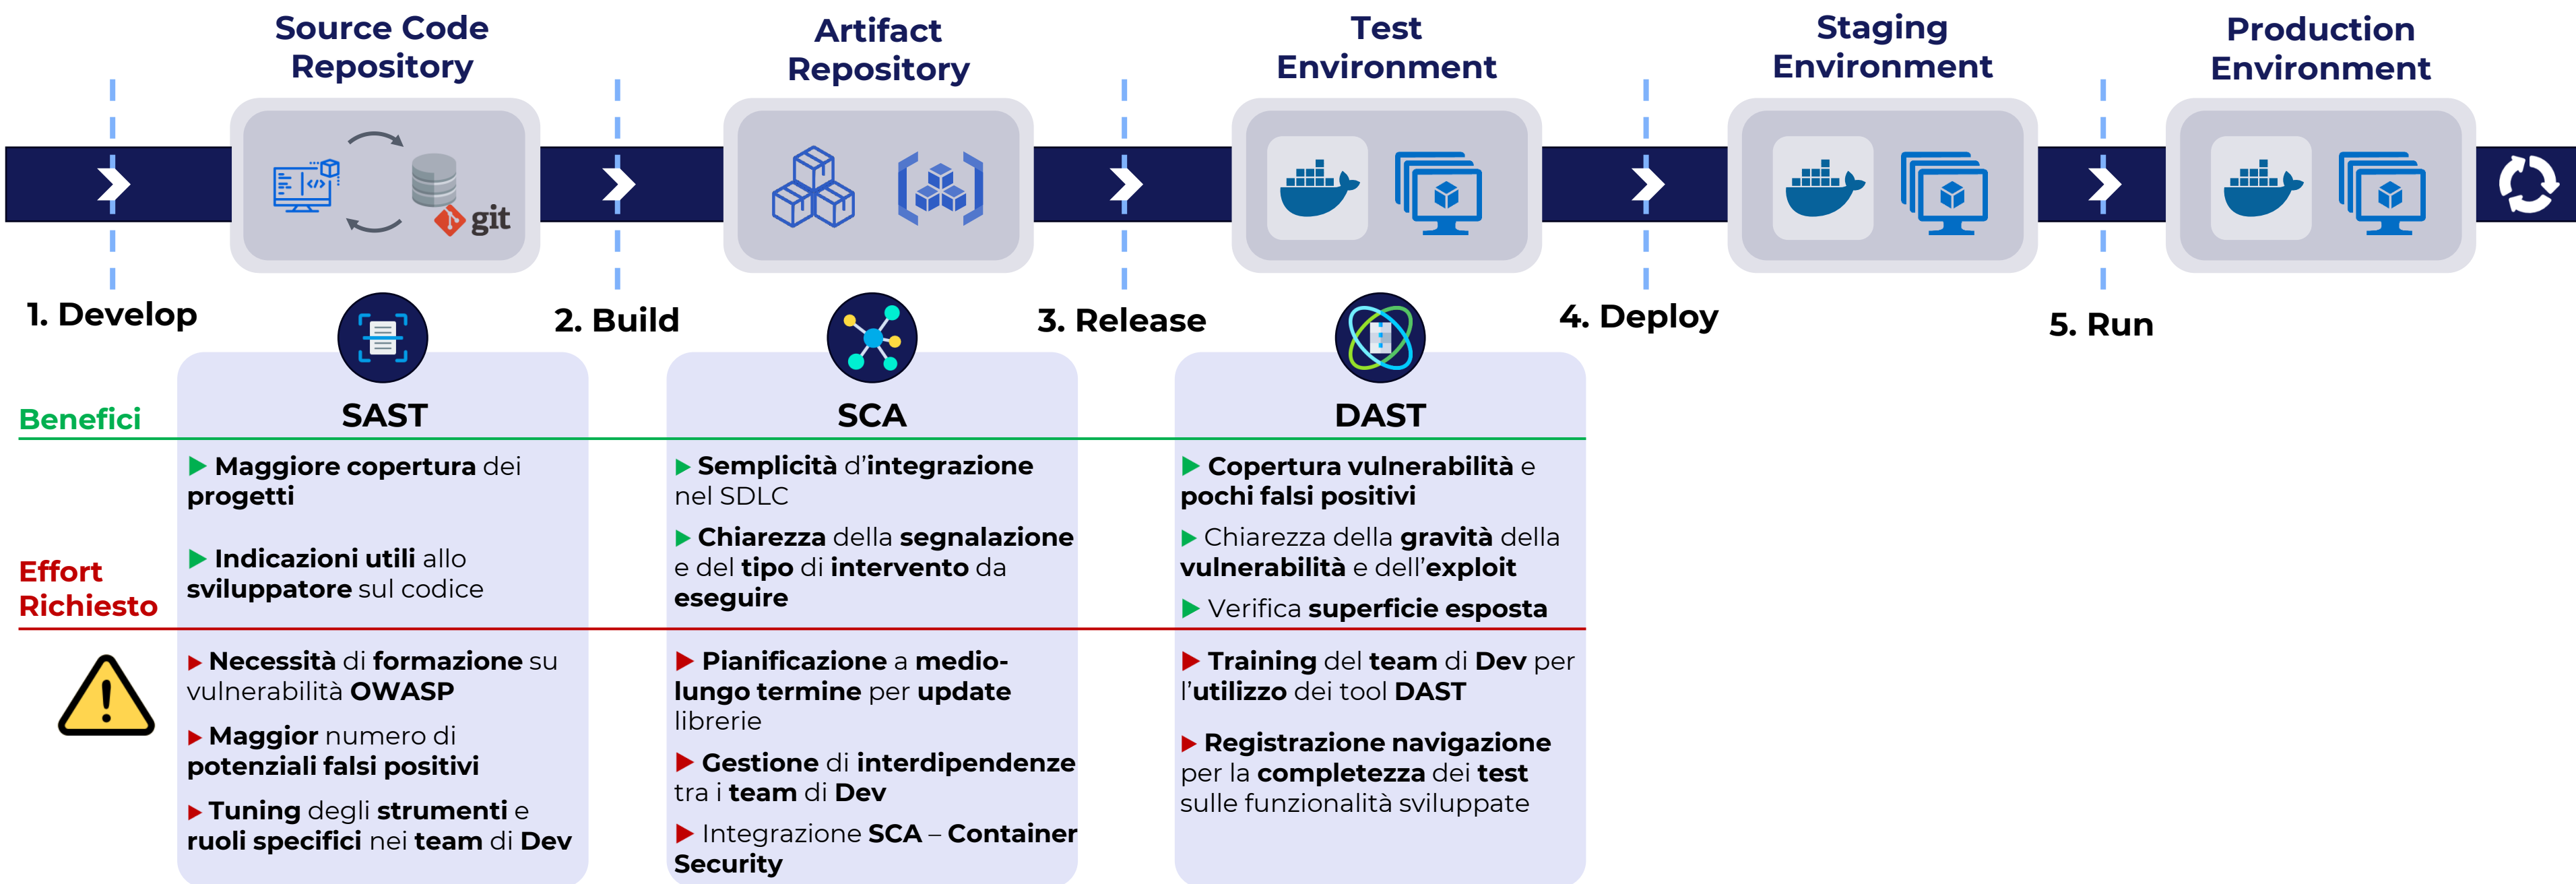 Source Code
Repository
Artifact
Repository
Test
Environment
Staging
Environment
Production
Environment
git
1. Develop
2. Build
3. Release
4. Deploy
5. Run
Benefici
Effort
Richiesto
SAST
▶ Maggiore copertura dei
progetti
▶ Indicazioni utili allo
sviluppatore sul codice
▶ Necessità di formazione su
vulnerabilità OWASP
▶ Maggior numero di
potenziali falsi positivi
▶ Tuning degli strumenti e
ruoli specifici nei team di Dev
SCA
▶ Semplicità d'integrazione
nel SDLC
▶ Chiarezza della segnalazione
e del tipo di intervento da
eseguire
▶ Pianificazione a medio-
lungo termine per update
librerie
▶ Gestione di interdipendenze
tra i team di Dev
▶ Integrazione SCA – Container
Security
DAST
▶ Copertura vulnerabilità e
pochi falsi positivi
▶ Chiarezza della gravità della
vulnerabilità e dell'exploit
▶ Verifica superficie esposta
▶ Training del team di Dev per
l'utilizzo dei tool DAST
▶ Registrazione navigazione
per la completezza dei test
sulle funzionalità sviluppate